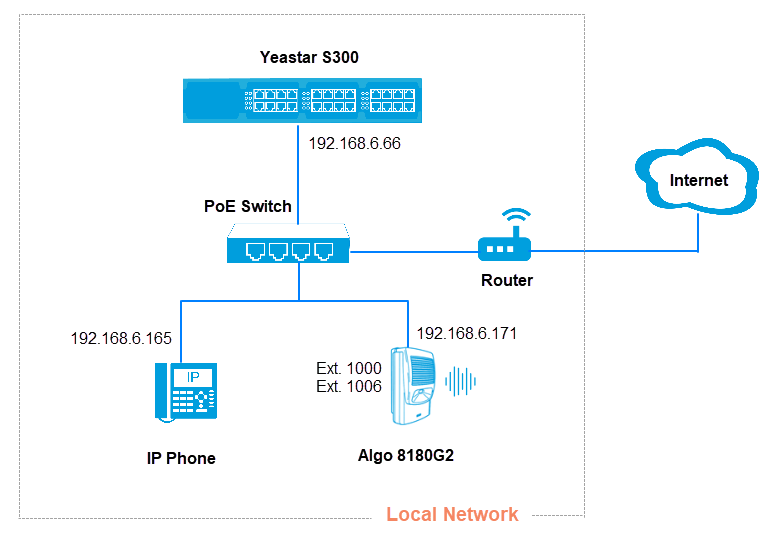 Yeastar S300
192.168.6.66
Internet
PoE Switch
Router
192.168.6.165
192.168.6.171
Ext. 1000
Ext. 1006
IP
IP Phone
Algo 8180G2
Local Network